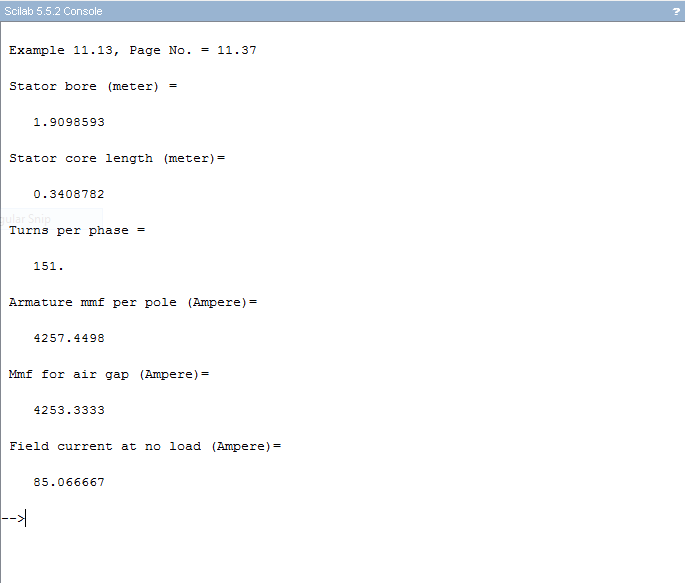 Scilab 5.5.2 Console
?
Example 11.13, Page No. = 11.37
Stator bore (meter) =
1.9098593
Stator core length (meter)=
0.3408782
gular Snip
Turns per phase =
151.
Armature mmf per pole (Ampere)=
4257.4498
Mmf for air gap (Ampere)=
4253.3333
Field current at no load (Ampere)=
85.066667
-->